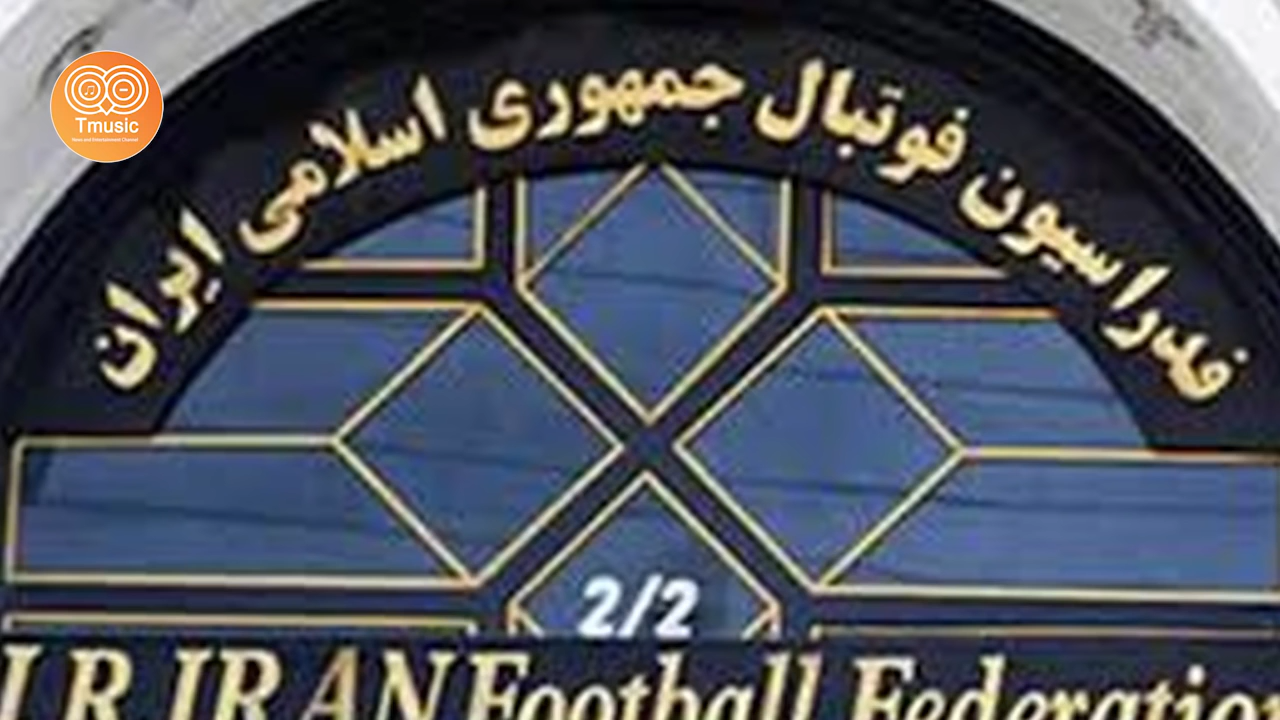 Tmusic
فدراسیون فوتبال جمهوری اسلامی ایران
2/2
I.R.IRAN Football Federation